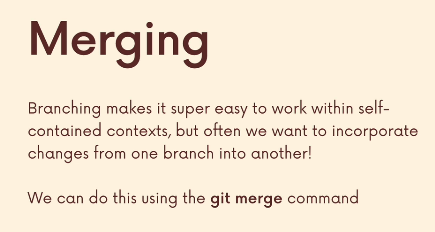 Merging
Branching makes it super easy to work within self-
contained contexts, but often we want to incorporate
changes from one branch into another!
We can do this using the git merge command